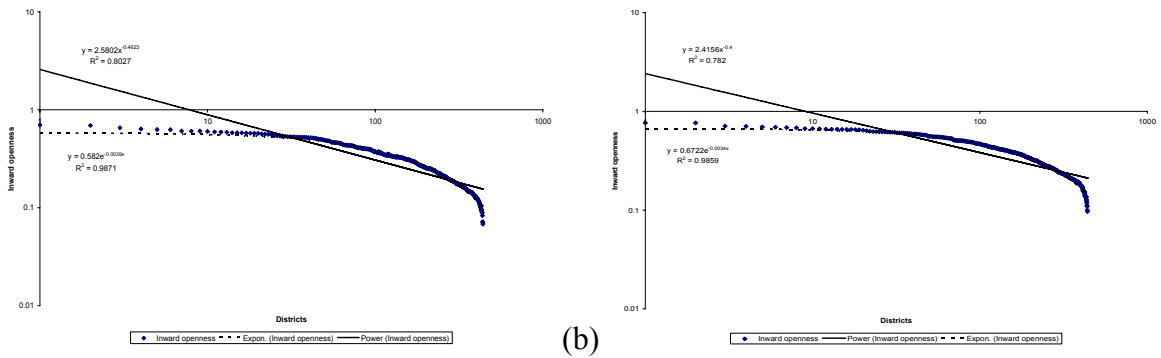 10
y = 2.5802x^-0.4623
R² = 0.8027
1
10
100
1000
y = 0.582e^-0.0039x
R² = 0.9871
0.1
0.01
Inward openness
Districts
Inward openness Expon. (Inward openness) Power (Inward openness)
(b)
10
y = 2.4156x^-0.4
R² = 0.782
1
10
100
1000
y = 0.6722e^-0.0034x
R² = 0.9859
0.1
0.01
Inward openness
Districts
Inward openness Power (Inward openness) Expon. (Inward openness)